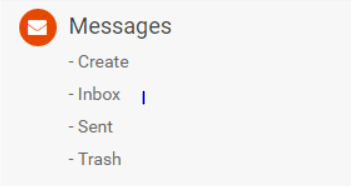 Messages
- Create
- Inbox
- Sent
- Trash